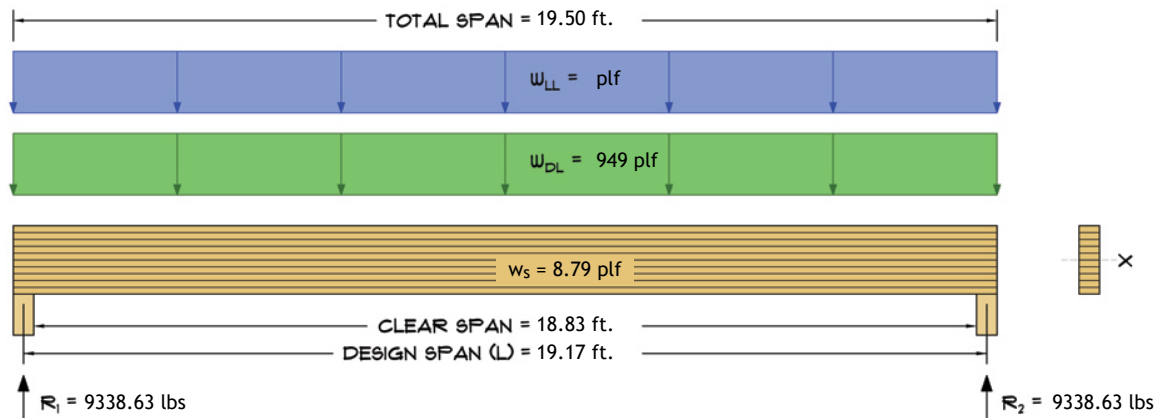 TOTAL SPAN = 19.50 ft.
WLL = plf
WDL = 949 plf
ws = 8.79 plf
X
CLEAR SPAN = 18.83 ft.
DESIGN SPAN (L) = 19.17 ft.
R1 = 9338.63 lbs
R2 = 9338.63 lbs